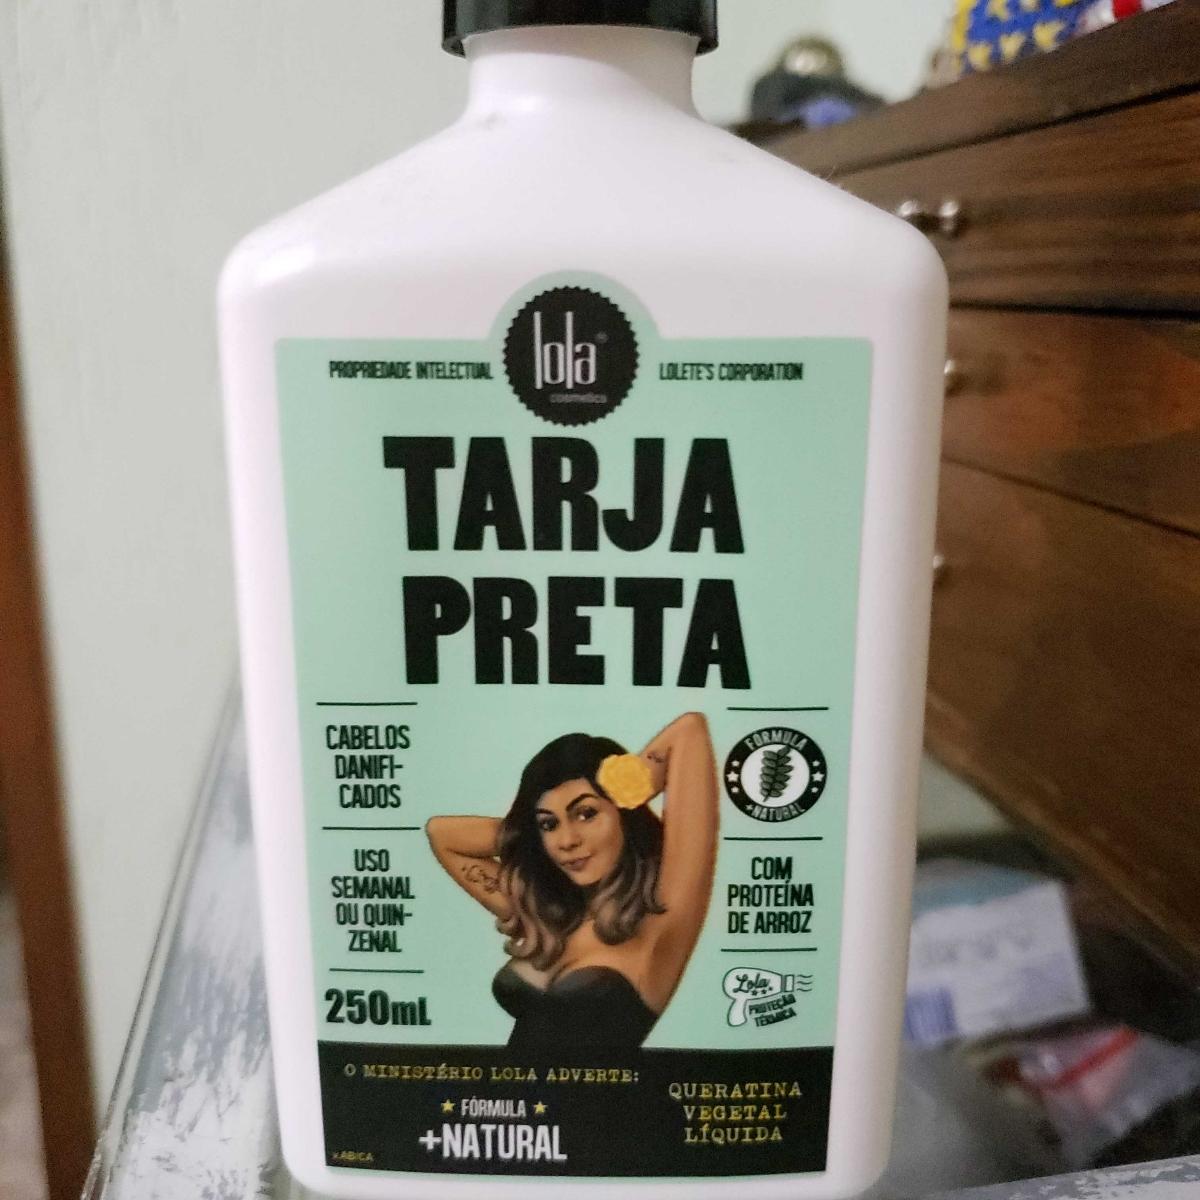 lola
cosmetics
PROPRIEDADE INTELECTUAL
LOLETE'S CORPORATION
TARJA
PRETA
CABELOS
DANIFI-
CADOS
USO
SEMANAL
OU QUIN-
ZENAL
250mL
FORMULA
+NATURAL
COM
PROTEÍNA
DE ARROZ
Lola
PROTEÇÃO
TÉRMICA
O MINISTÉRIO LOLA ADVERTE:
FÓRMULA
+NATURAL
QUERATINA
VEGETAL
LÍQUIDA